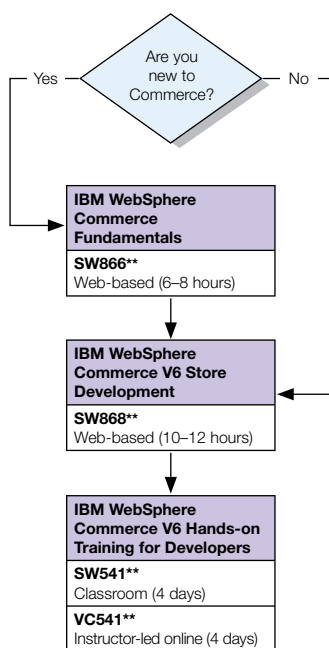 Are you
new to
Commerce?
Yes
No
IBM WebSphere
Commerce
Fundamentals
SW866**
Web-based (6–8 hours)
IBM WebSphere
Commerce V6 Store
Development
SW868**
Web-based (10–12 hours)
IBM WebSphere
Commerce V6 Hands-on
Training for Developers
SW541**
Classroom (4 days)
VC541**
Instructor-led online (4 days)